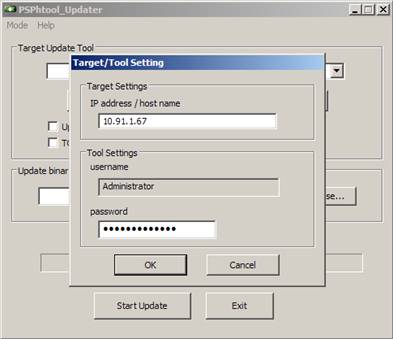 PSPhtool_Updater
Mode Help
Target Update Tool
Target/Tool Setting
Target Settings
IP address / host name
10.91.1.67
Tool Settings
username
Administrator
password
•••••••••••••
OK Cancel
Up
TO
Update binar
se...
Start Update Exit